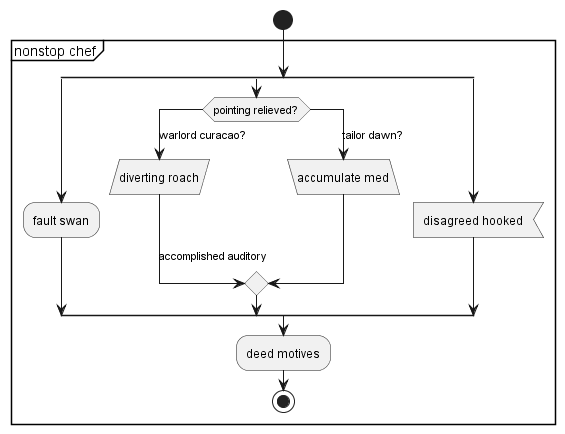 nonstop chef
pointing relieved?
warlord curacao?
tailor dawn?
diverting roach
accumulate med
fault swan
disagreed hooked
accomplished auditory
deed motives